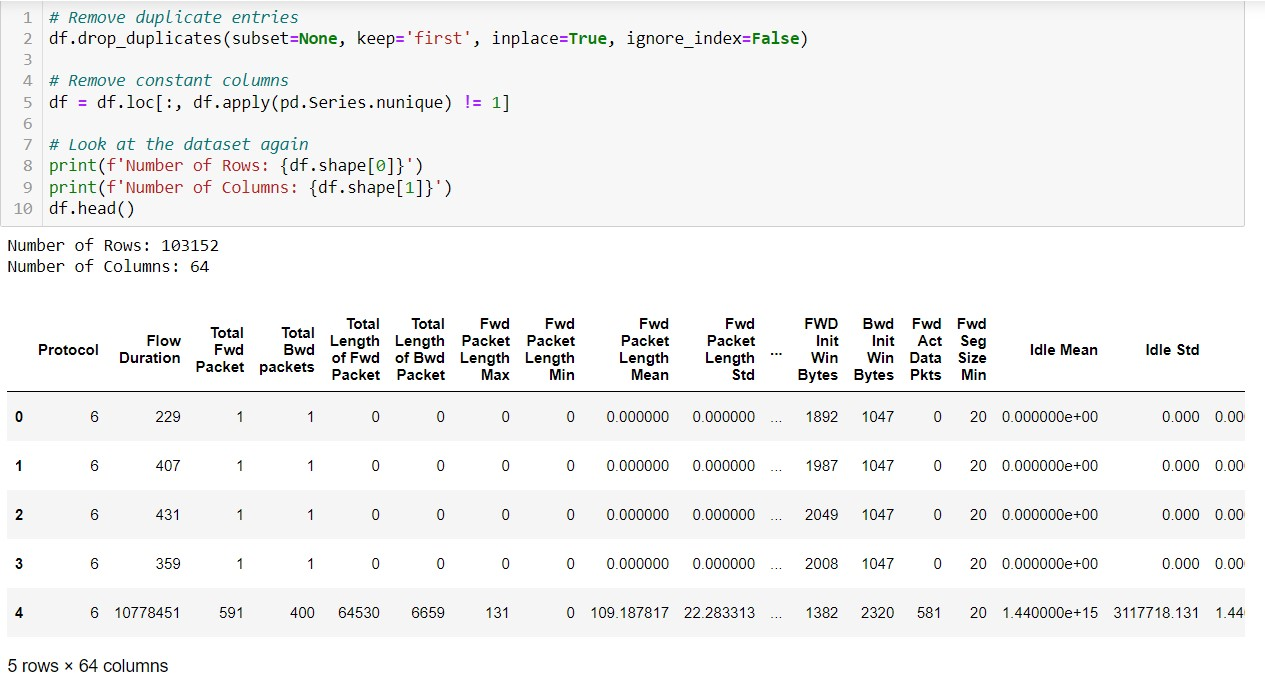 1 # Remove duplicate entries
2 df.drop_duplicates(subset=None, keep='first', inplace=True, ignore_index=False)
3
4 # Remove constant columns
5 df = df.loc[:, df.apply(pd.Series.nunique) != 1]
6
7 # Look at the dataset again
8 print(f'Number of Rows: {df.shape[0]}')
9 print(f'Number of Columns: {df.shape[1]}')
10 df.head()
Number of Rows: 103152
Number of Columns: 64
Protocol Flow Duration Total Fwd Packet Total Bwd packets Total Length of Fwd Packet Total Length of Bwd Packet Fwd Packet Length Max Fwd Packet Length Min Fwd Packet Length Mean Fwd Packet Length Std ... FWD Init Win Bytes Bwd Init Win Bytes Fwd Act Data Pkts Fwd Seg Size Min Idle Mean Idle Std
0 6 229 1 1 0 0 0 0 0.000000 0.000000 ... 1892 1047 0 20 0.000000e+00 0.000 0.00
1 6 407 1 1 0 0 0 0 0.000000 0.000000 ... 1987 1047 0 20 0.000000e+00 0.000 0.00
2 6 431 1 1 0 0 0 0 0.000000 0.000000 ... 2049 1047 0 20 0.000000e+00 0.000 0.00
3 6 359 1 1 0 0 0 0 0.000000 0.000000 ... 2008 1047 0 20 0.000000e+00 0.000 0.00
4 6 10778451 591 400 64530 6659 131 0 109.187817 22.283313 ... 1382 2320 581 20 1.440000e+15 3117718.131 1.44
5 rows × 64 columns